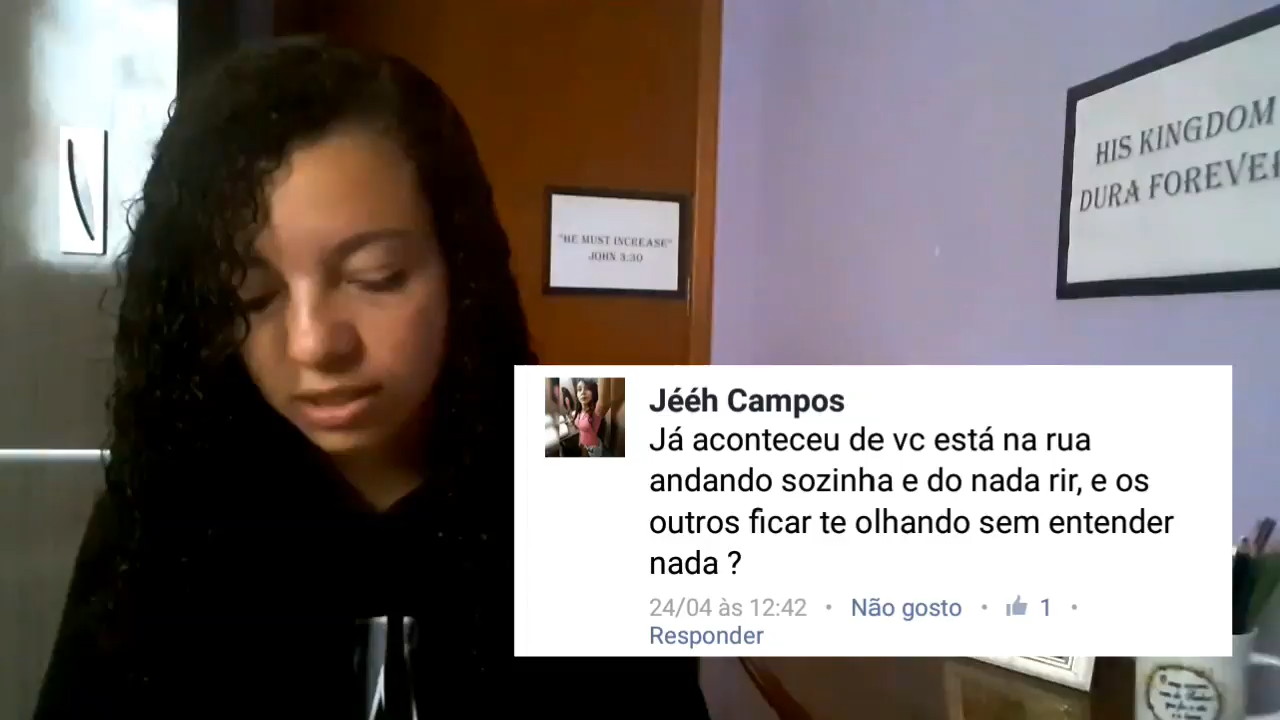 HIS KINGDOM
DURA FOREVER
"HE MUST INCREASE"
JOHN 3:30
Jééh Campos
Já aconteceu de vc está na rua
andando sozinha e do nada rir, e os
outros ficar te olhando sem entender
nada ?
24/04 às 12:42 • Não gosto • 1 •
Responder